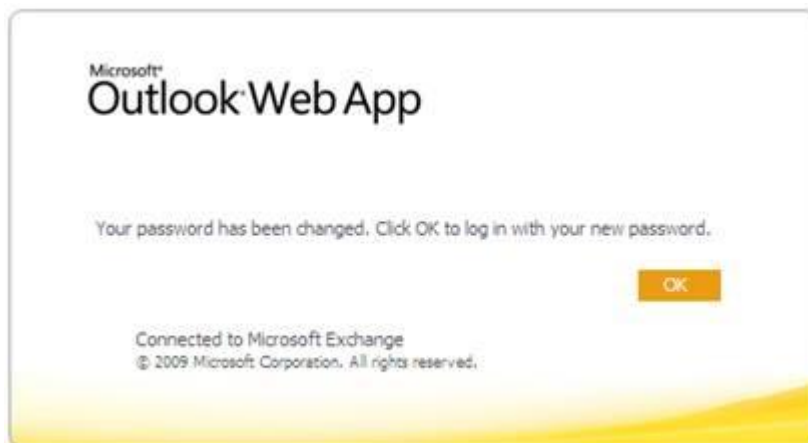 Microsoft®
Outlook® Web App
Your password has been changed. Click OK to log in with your new password.
OK
Connected to Microsoft Exchange
© 2009 Microsoft Corporation. All rights reserved.